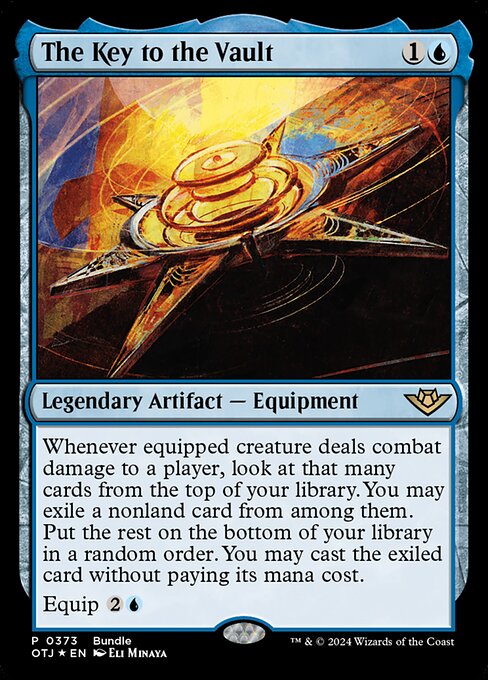 The Key to the Vault 1
Legendary Artifact — Equipment
Whenever equipped creature deals combat
damage to a player, look at that many
cards from the top of your library. You may
exile a nonland card from among them.
Put the rest on the bottom of your library
in a random order. You may cast the exiled
card without paying its mana cost.
Equip 2
P 0373 Bundle
OTJ ★ EN Eli Minaya
™ & © 2024 Wizards of the Coast